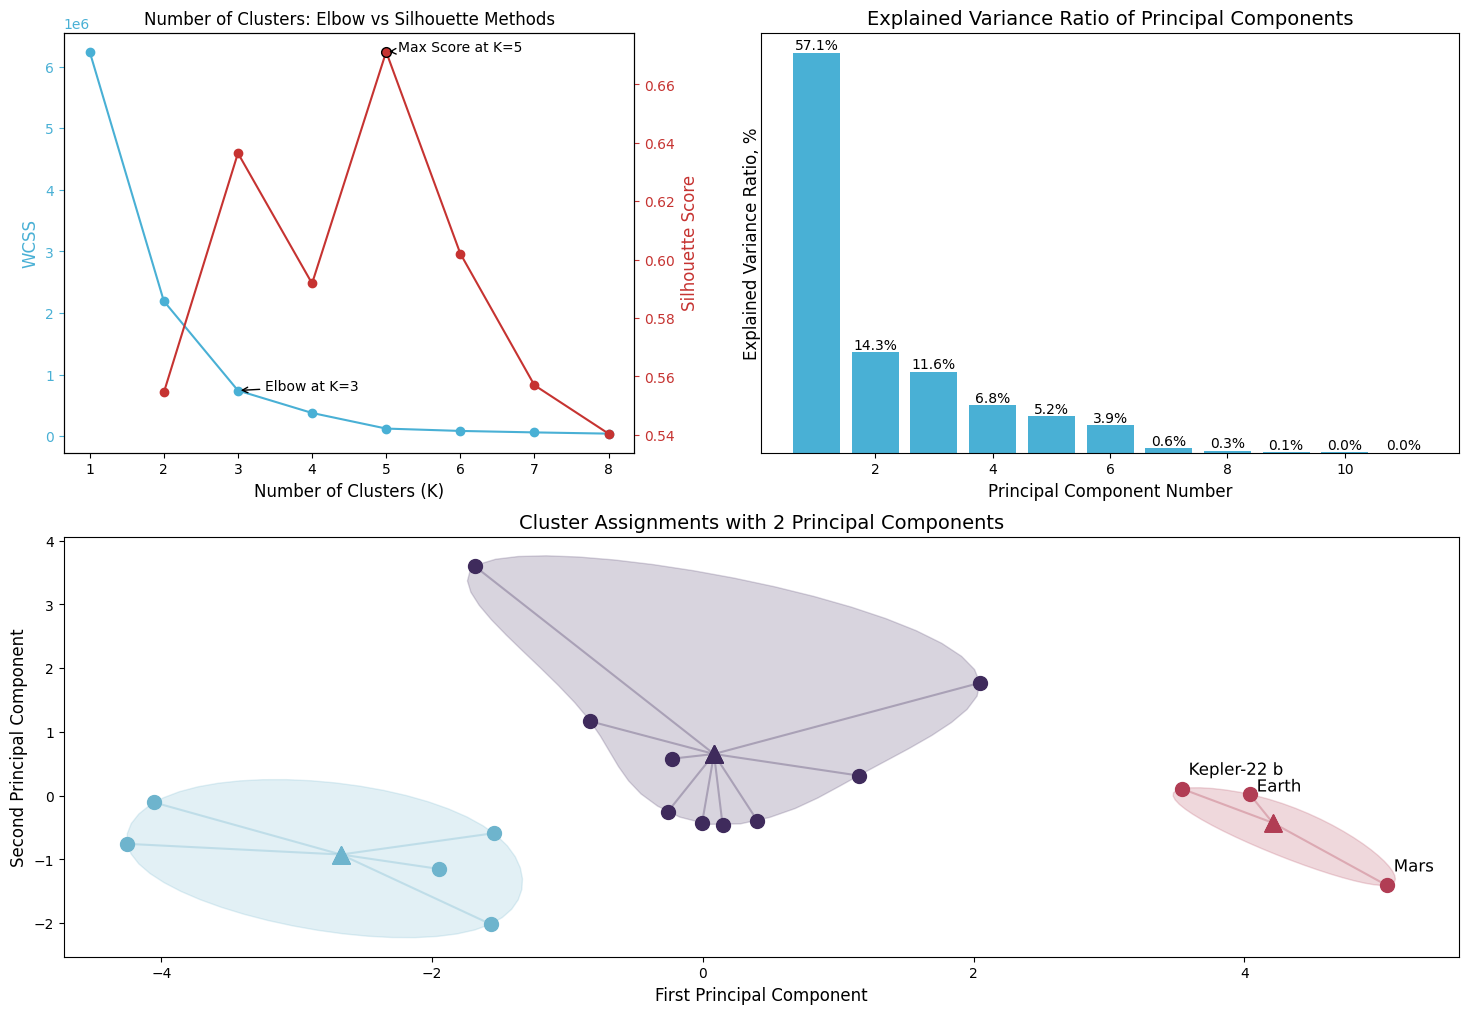 Number of Clusters: Elbow vs Silhouette Methods
1e6
6
5
4
3
2
1
0
WCSS
Max Score at K=5
Elbow at K=3
0.66
0.64
0.62
0.60
0.58
0.56
0.54
Silhouette Score
1 2 3 4 5 6 7 8
Number of Clusters (K)
Explained Variance Ratio of Principal Components
Explained Variance Ratio, %
57.1%
14.3%
11.6%
6.8%
5.2%
3.9%
0.6%
0.3%
0.1%
0.0%
0.0%
2 4 6 8 10
Principal Component Number
Cluster Assignments with 2 Principal Components
4
3
2
1
0
−1
−2
Second Principal Component
Kepler-22 b
Earth
Mars
−4 −2 0 2 4
First Principal Component